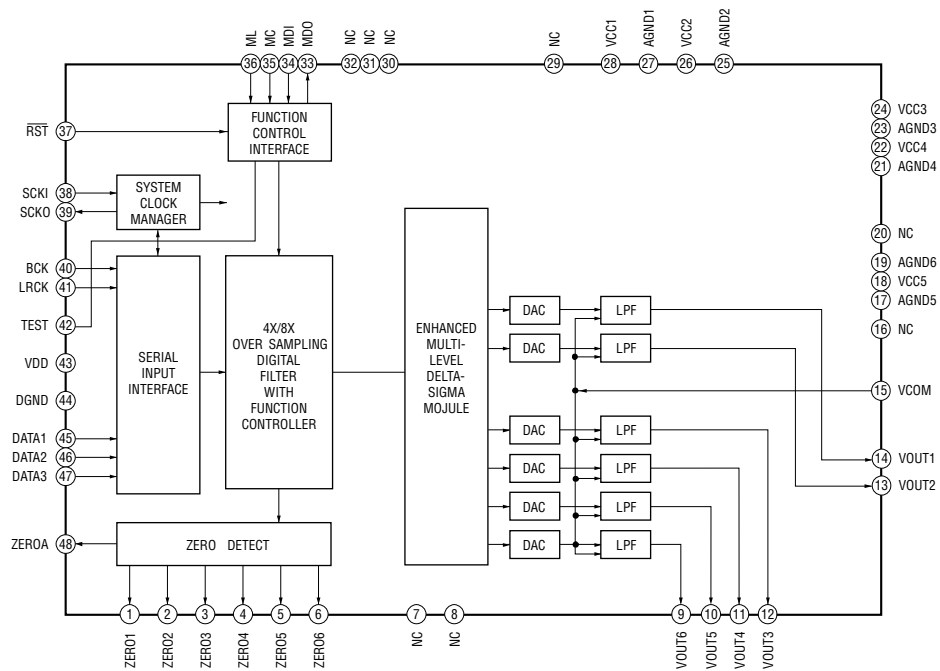 ML
MC
MDI
MDO
NC
NC
NC
NC
VCC1
AGND1
VCC2
AGND2
36
35
34
33
32
31
30
29
28
27
26
25
RST
37
FUNCTION
CONTROL
INTERFACE
24
VCC3
23
AGND3
22
VCC4
21
AGND4
SCKI
38
SCKO
39
SYSTEM
CLOCK
MANAGER
20
NC
19
AGND6
18
VCC5
17
AGND5
16
NC
BCK
40
LRCK
41
TEST
42
VDD
43
DGND
44
DATA1
45
DATA2
46
DATA3
47
SERIAL
INPUT
INTERFACE
4X/8X
OVER SAMPLING
DIGITAL
FILTER
WITH
FUNCTION
CONTROLLER
ENHANCED
MULTI-
LEVEL
DELTA-
SIGMA
MOJULE
DAC
LPF
DAC
LPF
DAC
LPF
DAC
LPF
DAC
LPF
DAC
LPF
15
VCOM
14
VOUT1
13
VOUT2
ZEROA
48
ZERO DETECT
1
2
3
4
5
6
7
8
9
10
11
12
ZERO1
ZERO2
ZERO3
ZERO4
ZERO5
ZERO6
NC
NC
VOUT6
VOUT5
VOUT4
VOUT3